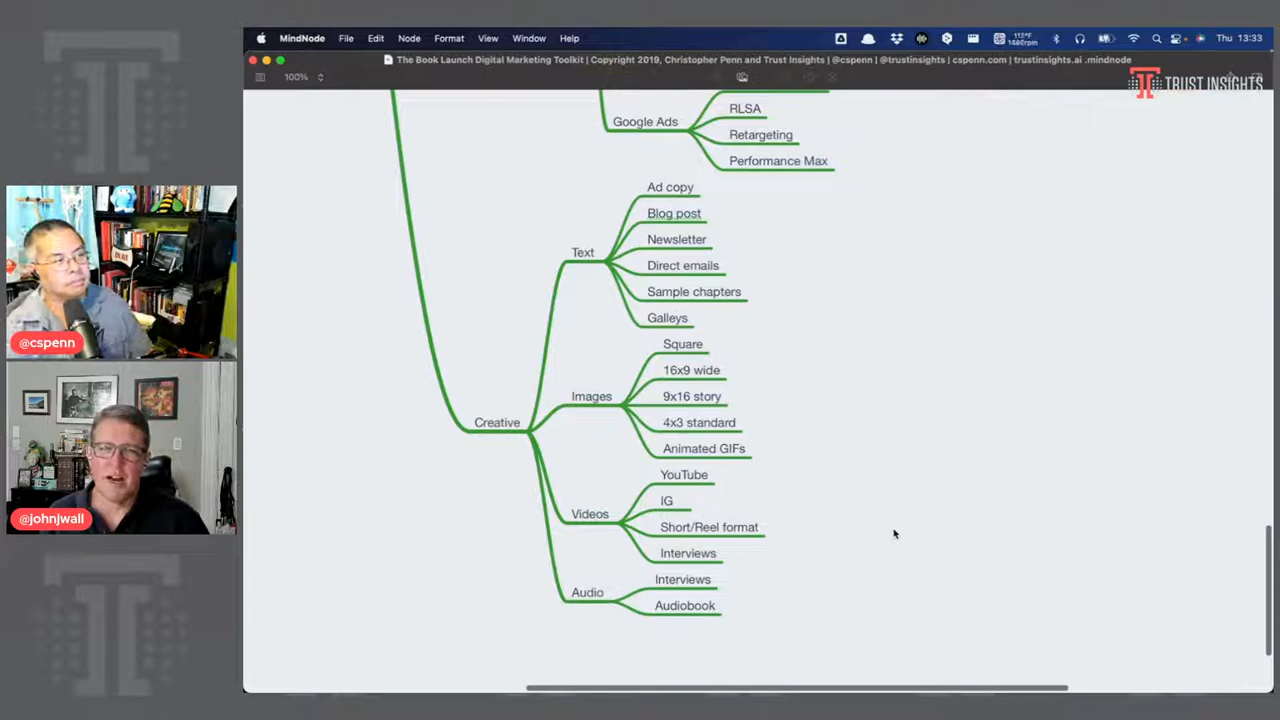 MindNode File Edit Node Format View Window Help
Thu 13:33
The Book Launch Digital Marketing Toolkit | Copyright 2019, Christopher Penn and Trust Insights | @cspenn | @trustinsights | cspenn.com | trustinsights.ai .mindnode
100%
TRUST INSIGHTS
Google Ads
RLSA
Retargeting
Performance Max
Creative
Text
Ad copy
Blog post
Newsletter
Direct emails
Sample chapters
Galleys
Images
Square
16x9 wide
9x16 story
4x3 standard
Animated GIFs
Videos
YouTube
IG
Short/Reel format
Interviews
Audio
Interviews
Audiobook
@cspenn
@johnjwall